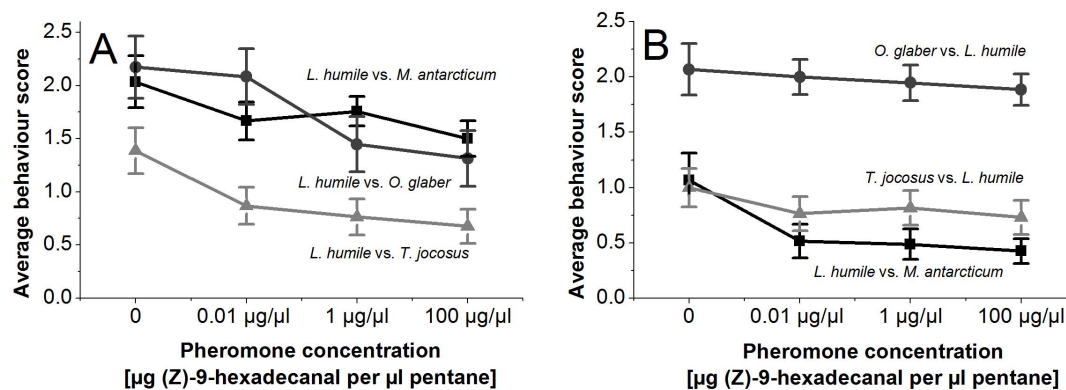 A
Average behaviour score
2.5
2.0
1.5
1.0
0.5
0.0
L. humile vs. M. antarcticum
L. humile vs. O. glaber
L. humile vs. T. jocosus
0 0.01 µg/µl 1 µg/µl 100 µg/µl
Pheromone concentration
[µg (Z)-9-hexadecanal per µl pentane]
B
Average behaviour score
2.5
2.0
1.5
1.0
0.5
0.0
O. glaber vs. L. humile
T. jocosus vs. L. humile
L. humile vs. M. antarcticum
0 0.01 µg/µl 1 µg/µl 100 µg/µl
Pheromone concentration
[µg (Z)-9-hexadecanal per µl pentane]